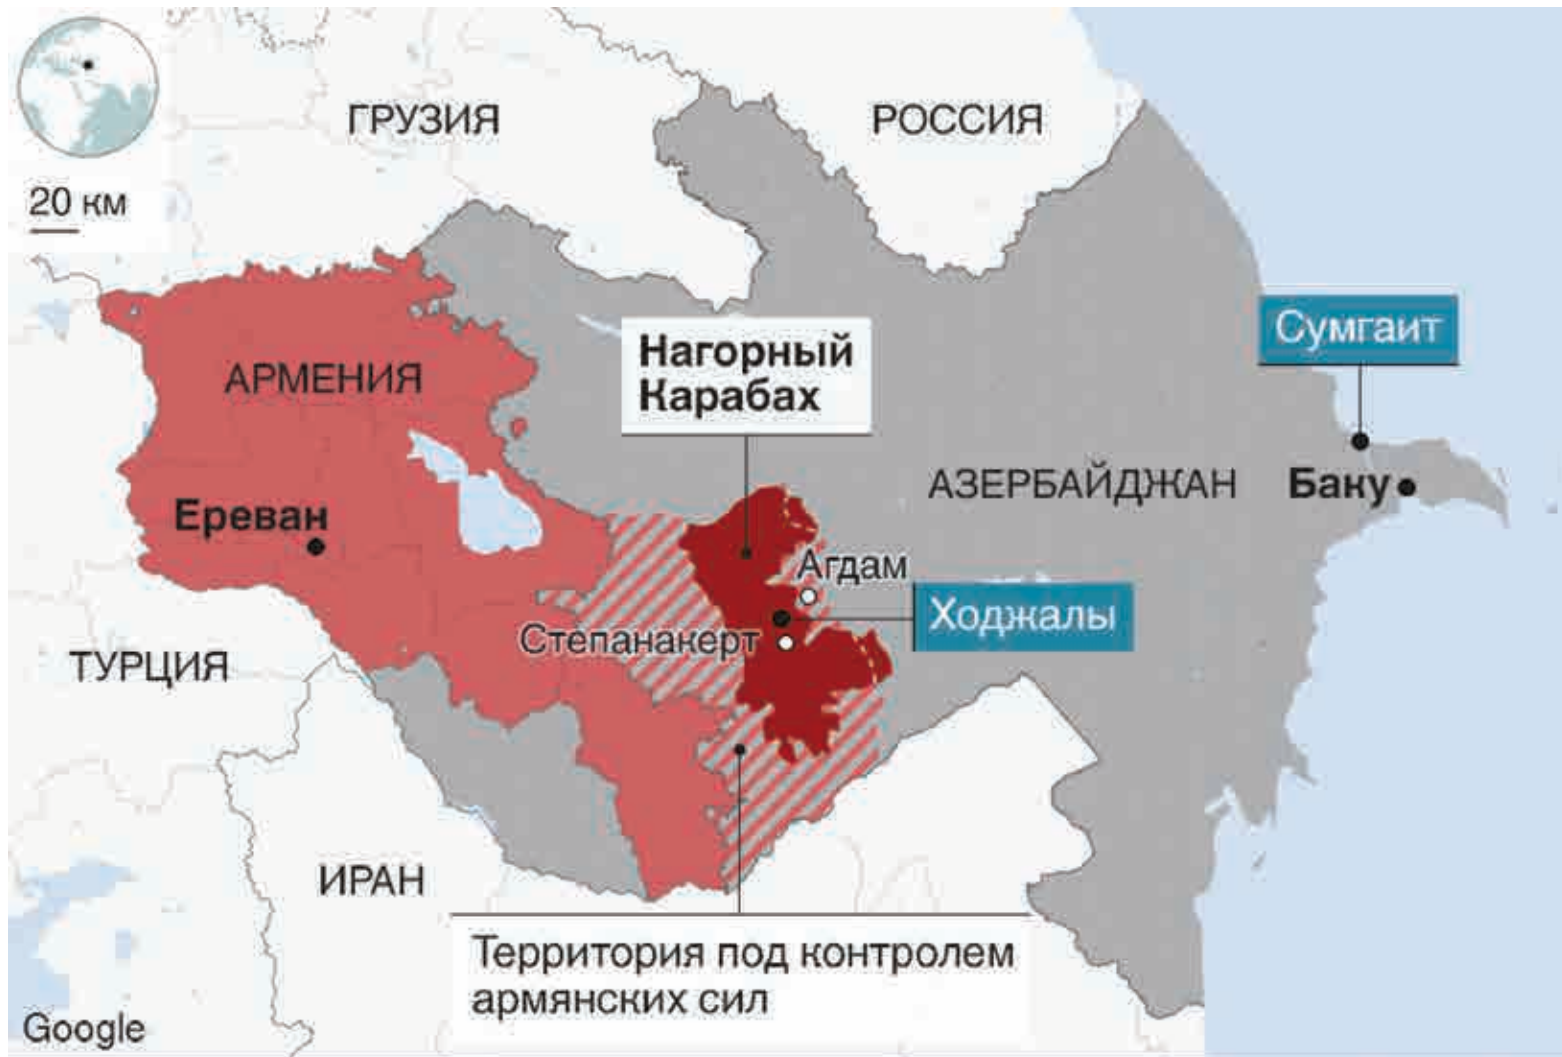 ГРУЗИЯ
РОССИЯ
20 км
Сумгаит
Нагорный
Карабах
АРМЕНИЯ
АЗЕРБАЙДЖАН
Баку
Ереван
Агдам
Ходжалы
Степанакерт
ТУРЦИЯ
ИРАН
Территория под контролем
армянских сил
Google